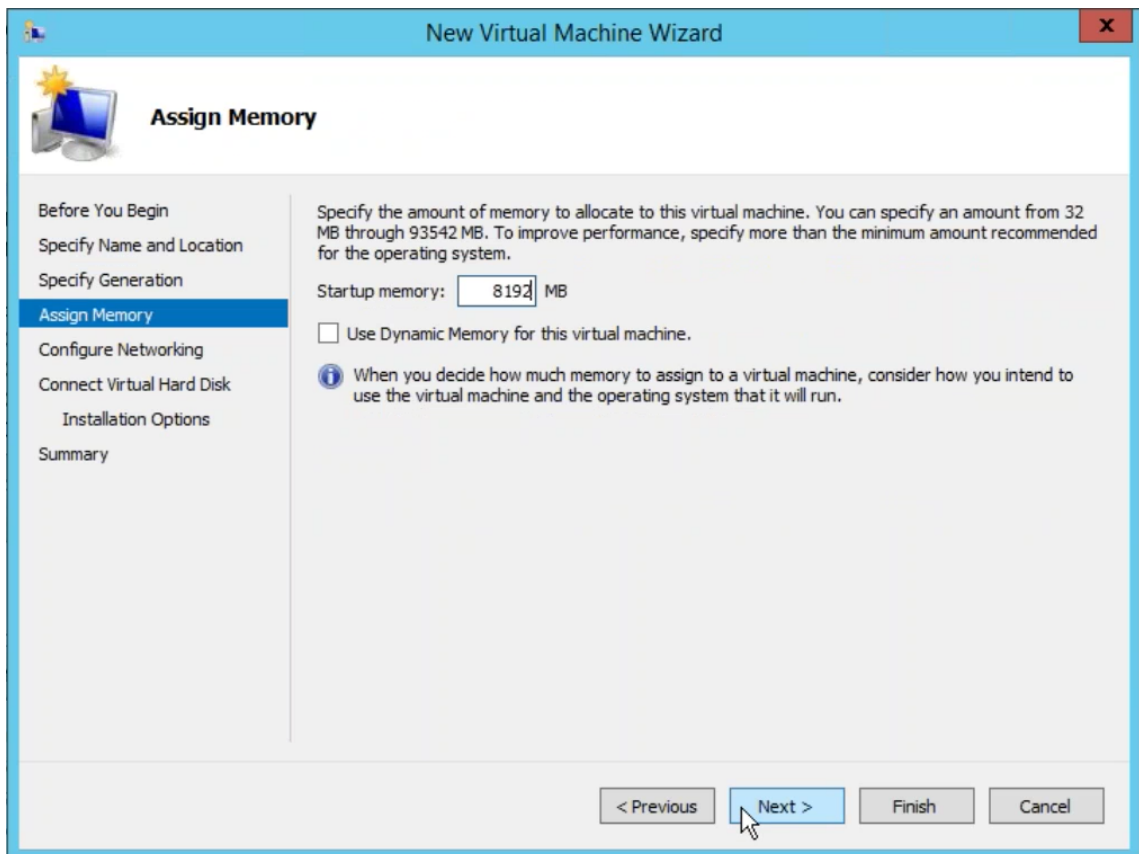 New Virtual Machine Wizard
X
Assign Memory
Before You Begin
Specify Name and Location
Specify Generation
Assign Memory
Configure Networking
Connect Virtual Hard Disk
Installation Options
Summary
Specify the amount of memory to allocate to this virtual machine. You can specify an amount from 32
MB through 93542 MB. To improve performance, specify more than the minimum amount recommended
for the operating system.
Startup memory: 8192 MB
Use Dynamic Memory for this virtual machine.
When you decide how much memory to assign to a virtual machine, consider how you intend to
use the virtual machine and the operating system that it will run.
< Previous Next > Finish Cancel